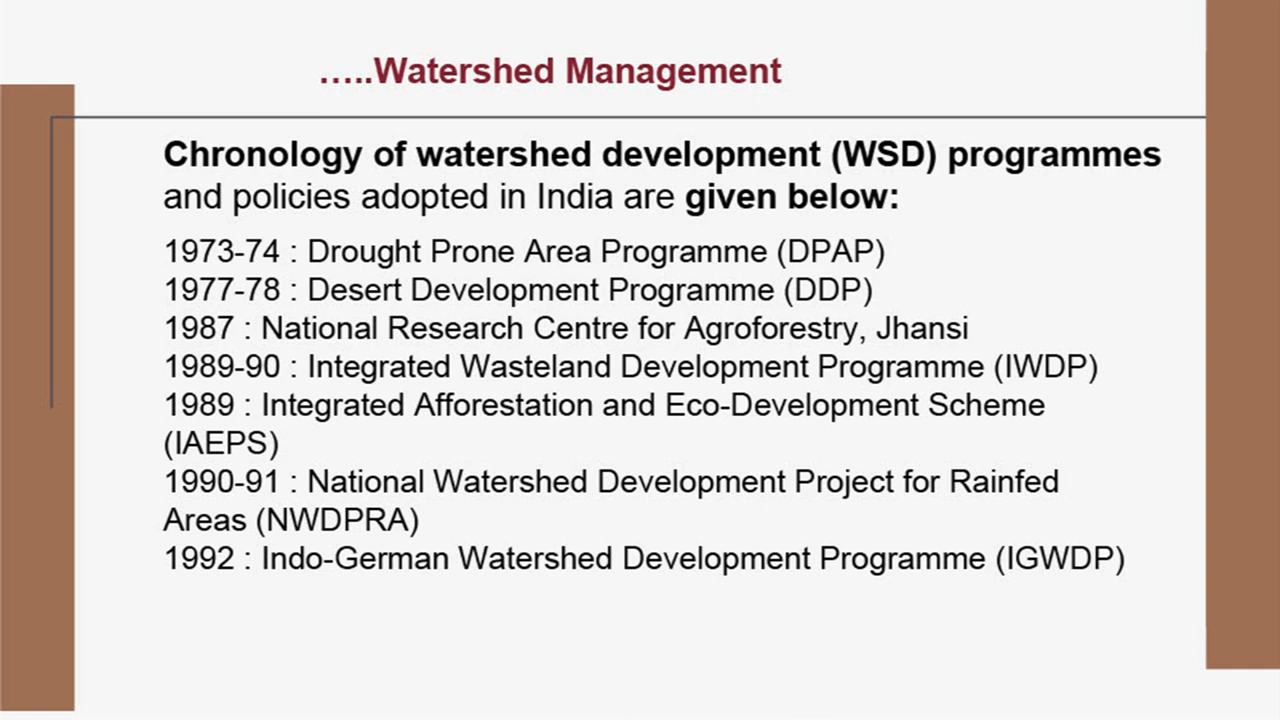 …..Watershed Management
Chronology of watershed development (WSD) programmes
and policies adopted in India are given below:
1973-74 : Drought Prone Area Programme (DPAP)
1977-78 : Desert Development Programme (DDP)
1987 : National Research Centre for Agroforestry, Jhansi
1989-90 : Integrated Wasteland Development Programme (IWDP)
1989 : Integrated Afforestation and Eco-Development Scheme
(IAEPS)
1990-91 : National Watershed Development Project for Rainfed
Areas (NWDPRA)
1992 : Indo-German Watershed Development Programme (IGWDP)